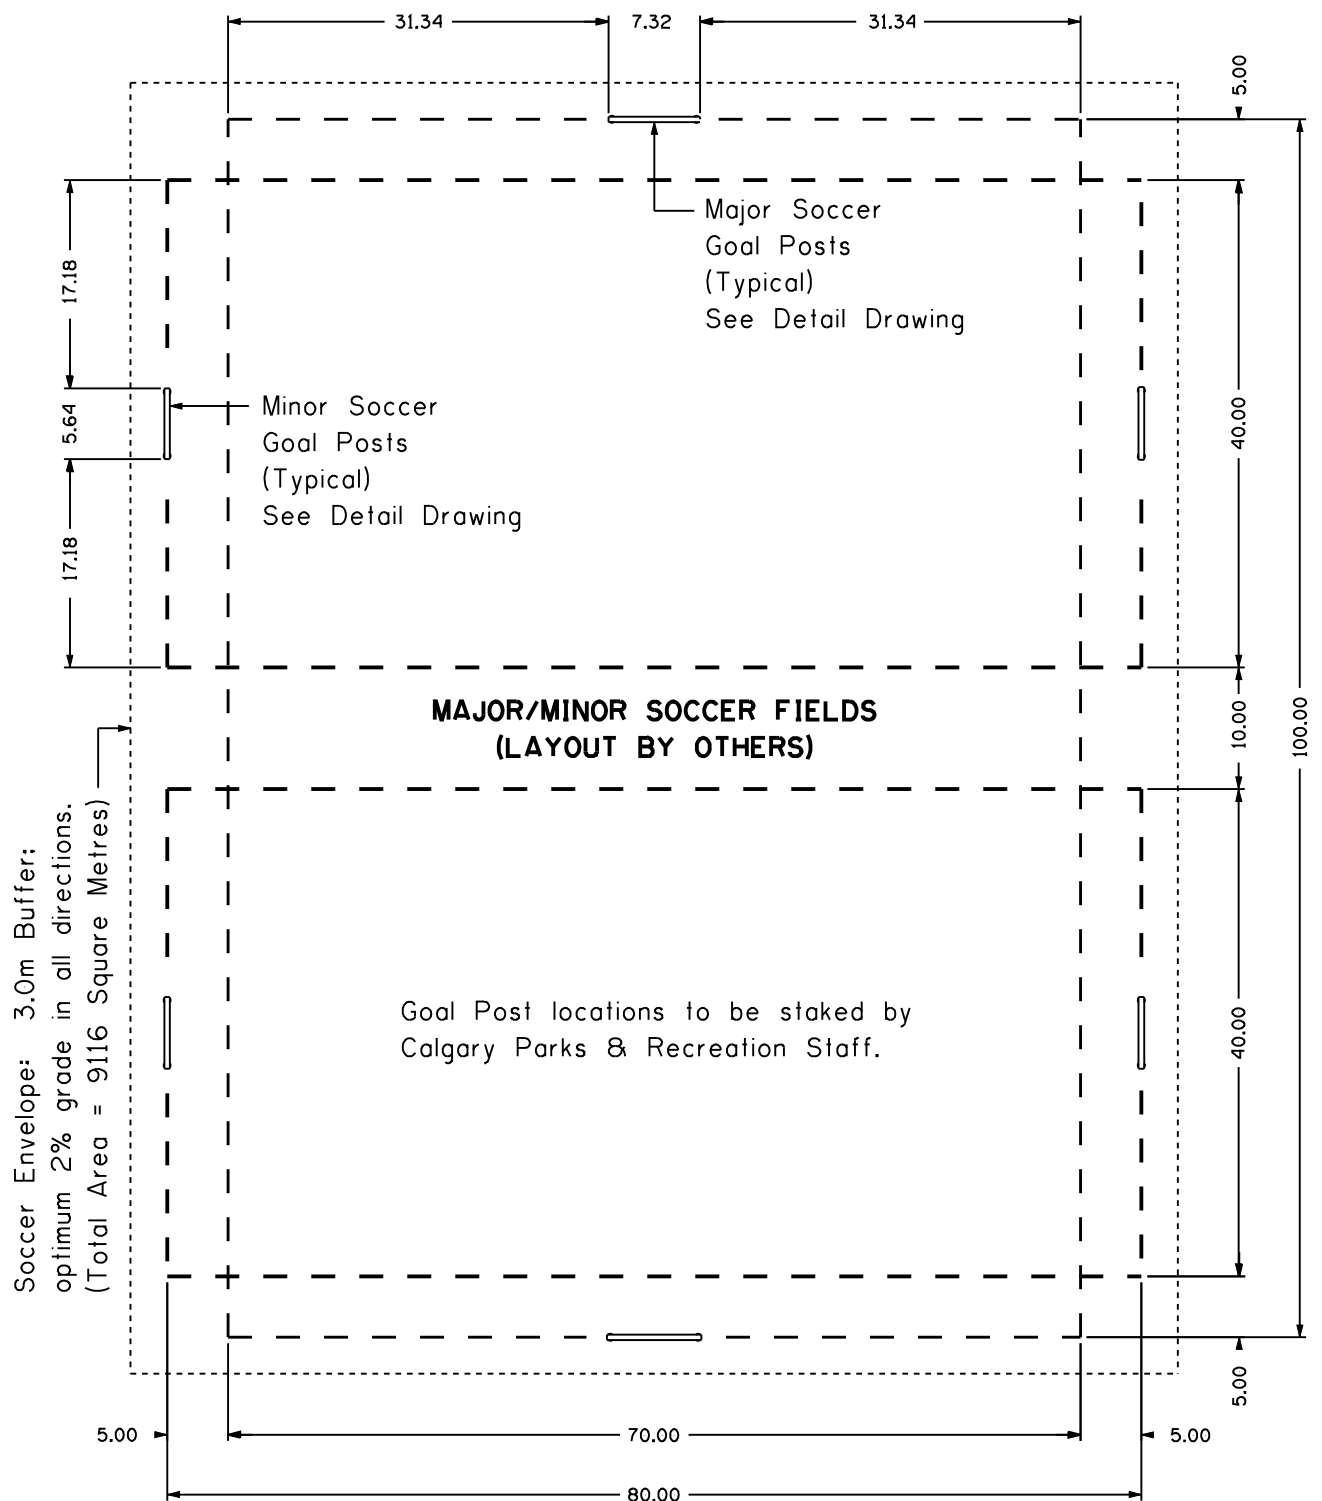 31.34
7.32
31.34
5.00
Major Soccer
Goal Posts
(Typical)
See Detail Drawing
17.18
5.64
17.18
Minor Soccer
Goal Posts
(Typical)
See Detail Drawing
40.00
10.00
100.00
MAJOR/MINOR SOCCER FIELDS
(LAYOUT BY OTHERS)
Soccer Envelope: 3.0m Buffer;
optimum 2% grade in all directions.
(Total Area = 9116 Square Metres)
Goal Post locations to be staked by
Calgary Parks & Recreation Staff.
40.00
5.00
5.00
70.00
5.00
80.00